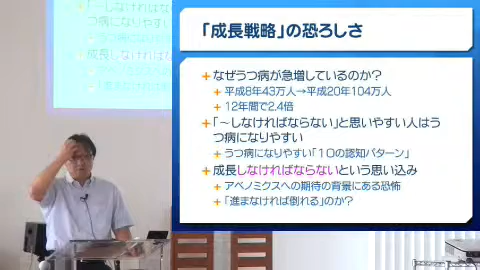 「成長戦略」の恐ろしさ
なぜうつ病が急増しているのか？
平成8年43万人→平成20年104万人
12年間で2.4倍
「～しなければならない」と思いやすい人はう
つ病になりやすい
うつ病になりやすい「１０の認知パターン」
成長しなければならないという思い込み
アベノミクスへの期待の背景にある恐怖
「進まなければ倒れる」のか？